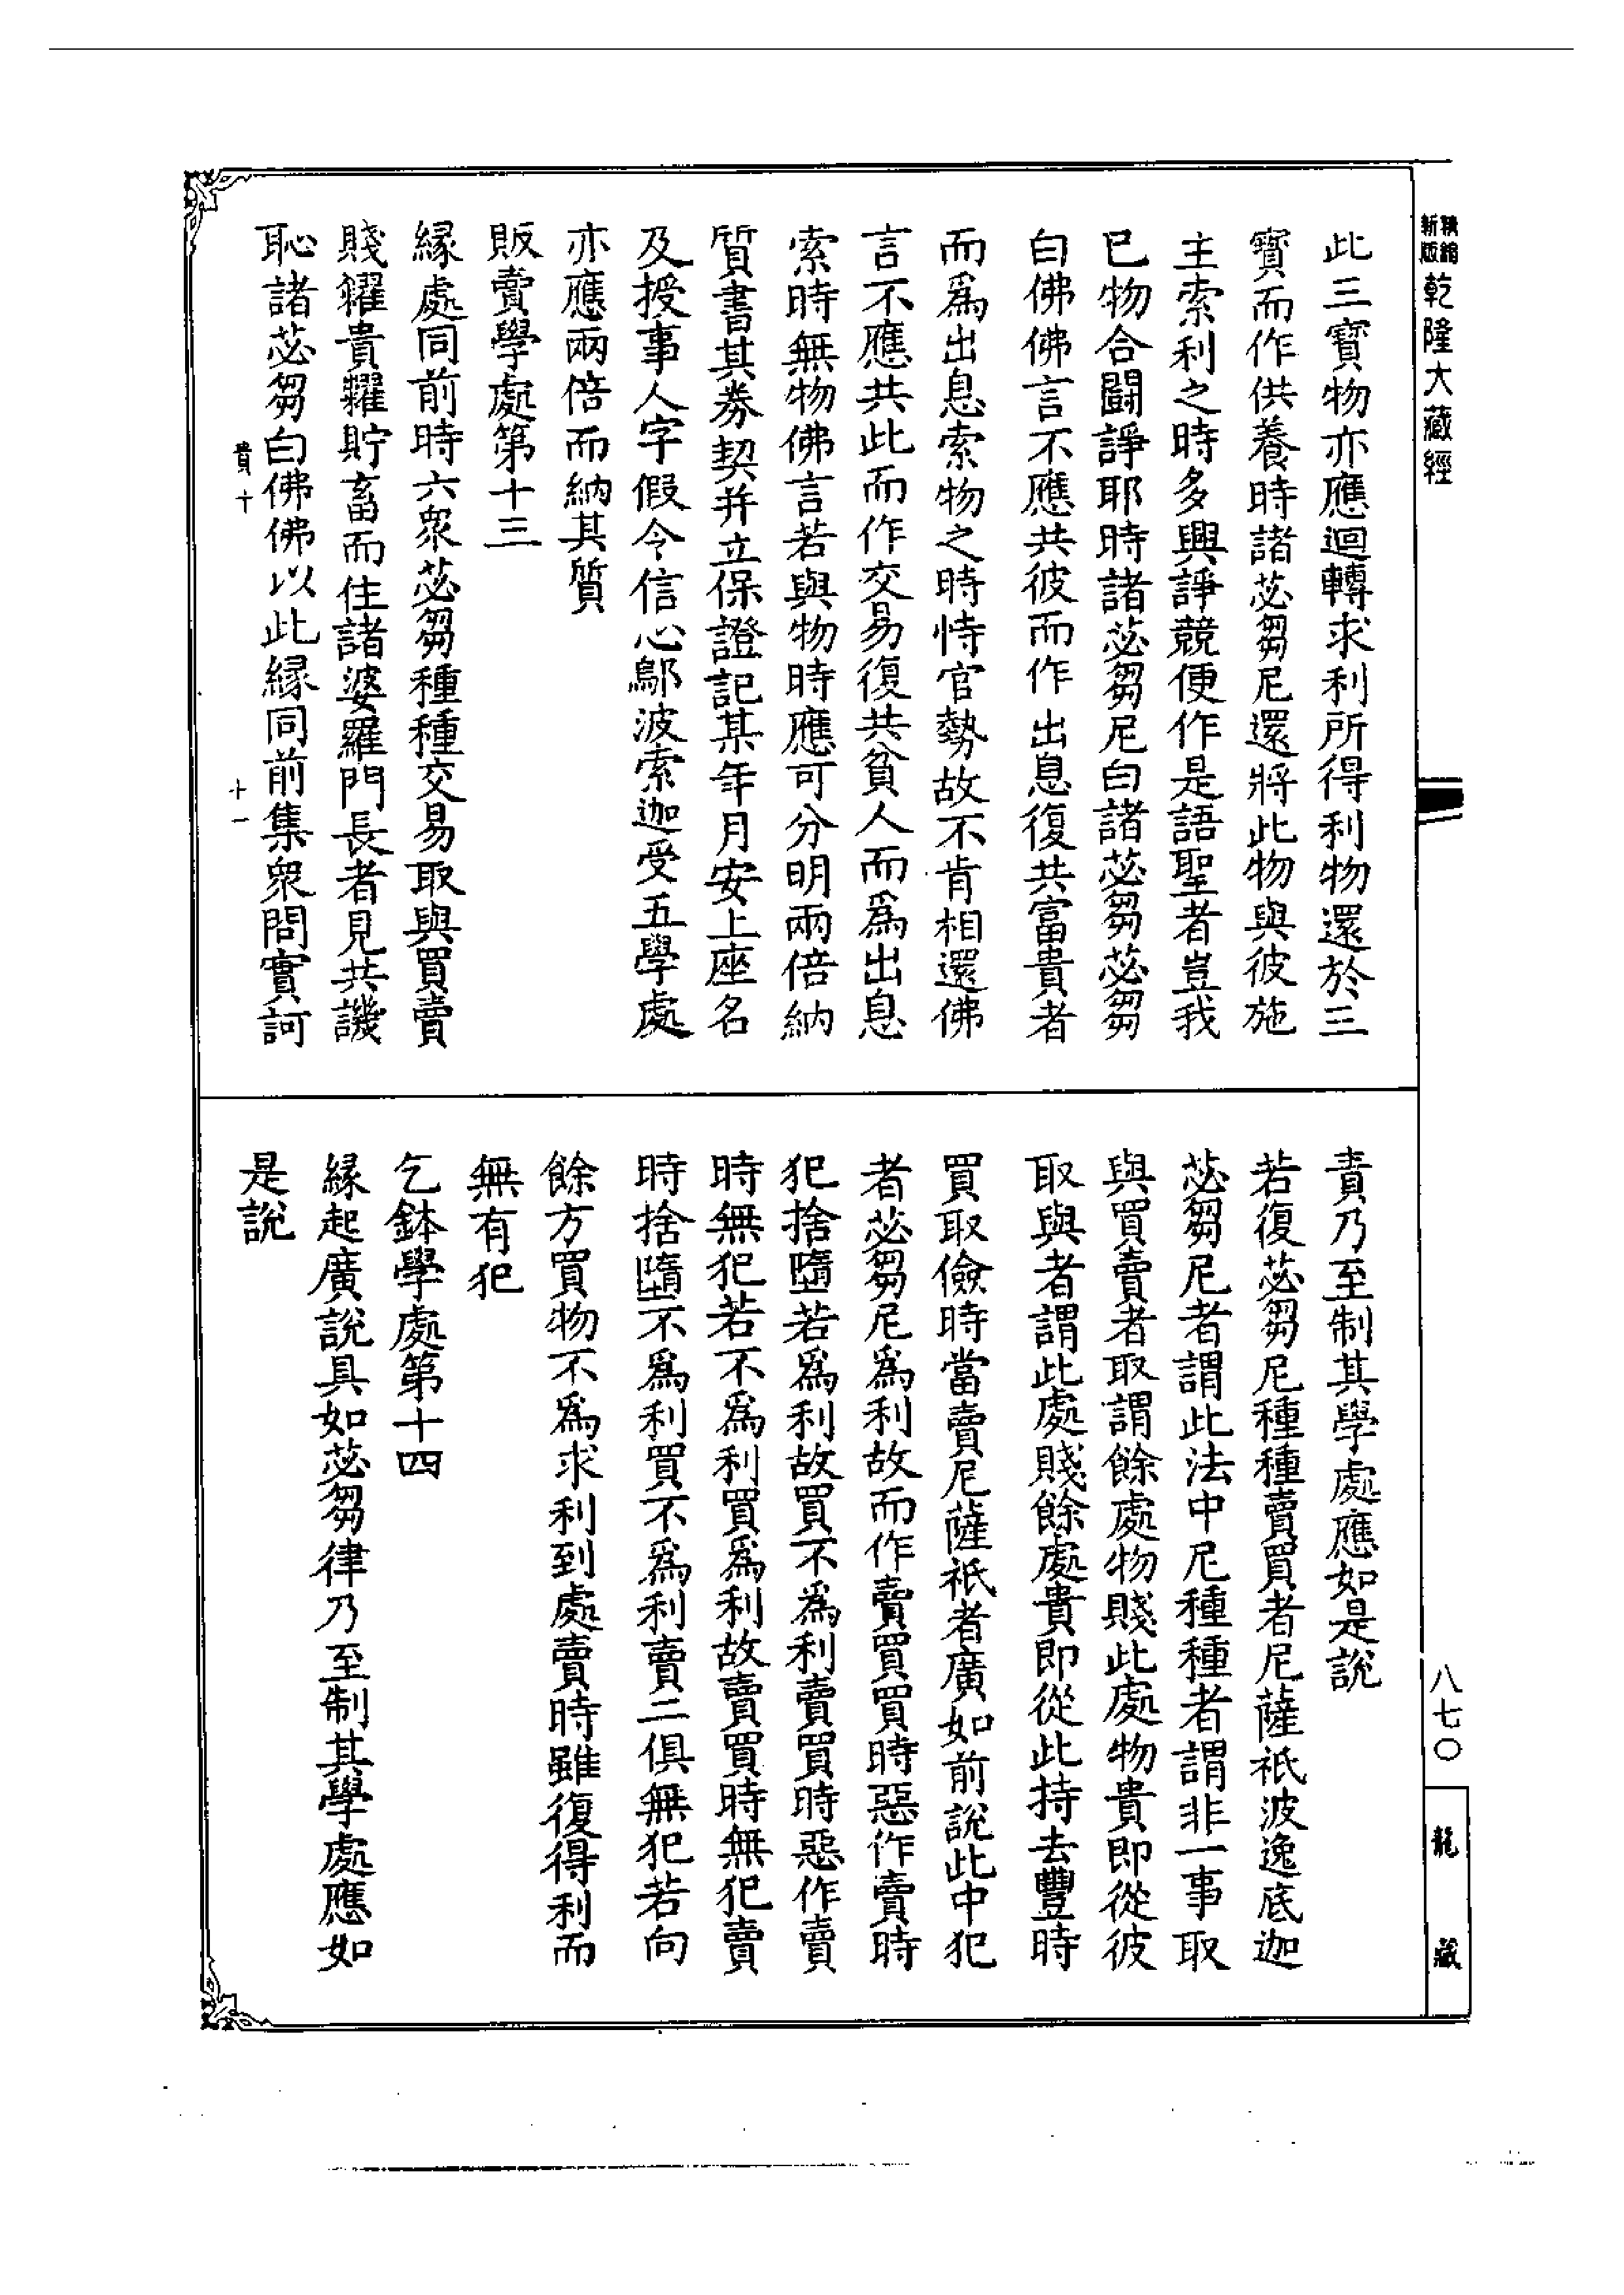 新版 精縮 乾隆大藏經
此三寶物亦應迴轉求利所得利物還於三
寶而作供養時諸苾芻尼還將此物與彼施
主索利之時多興諍競便作是語聖者豈我
已物合鬬諍耶時諸苾芻尼白諸苾芻苾芻
白佛佛言不應共彼而作出息復共富貴者
而爲出息索物之時恃官勢故不肯相還佛
言不應共此而作交易復共貧人而爲出息
索時無物佛言若與物時應可分明兩倍納
質書其券契并立保證記某年月安上座名
及授事人字假令信心鄔波索迦受五學處
亦應兩倍而納其質
販賣學處第十三
緣處同前時六衆苾芻種種交易取與買賣
賤糴貴糶貯畜而住諸婆羅門長者見共譏
恥諸苾芻白佛佛以此緣同前集衆問實訶
貴十 十一
責乃至制其學處應如是說
若復苾芻尼種種賣買者尼薩祇波逸底迦
苾芻尼者謂此法中尼種種者謂非一事取
與買賣者取謂餘處物賤此處物貴即從彼
取與者謂此處賤餘處貴即從此持去豐時
買取儉時當賣尼薩祇者廣如前說此中犯
者苾芻尼爲利故而作賣買買時惡作賣時
犯捨墮若爲利故買不爲利賣買時惡作賣
時無犯若不爲利買爲利故賣買時無犯賣
時捨墮不爲利買不爲利賣二俱無犯若向
餘方買物不爲求利到處賣時雖復得利而
無有犯
乞鉢學處第十四
緣起廣說具如苾芻律乃至制其學處應如
是說
八七〇
龍藏